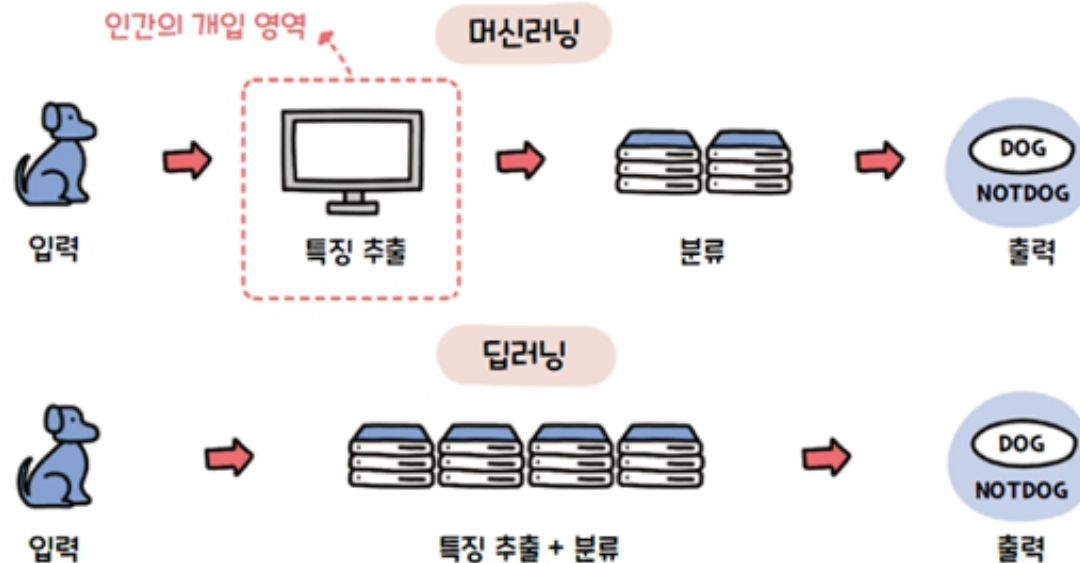 인간의 개입 영역
머신러닝
DOG
NOTDOG
입력
특징 추출
분류
출력
딥러닝
DOG
NOTDOG
입력
특징 추출 + 분류
출력